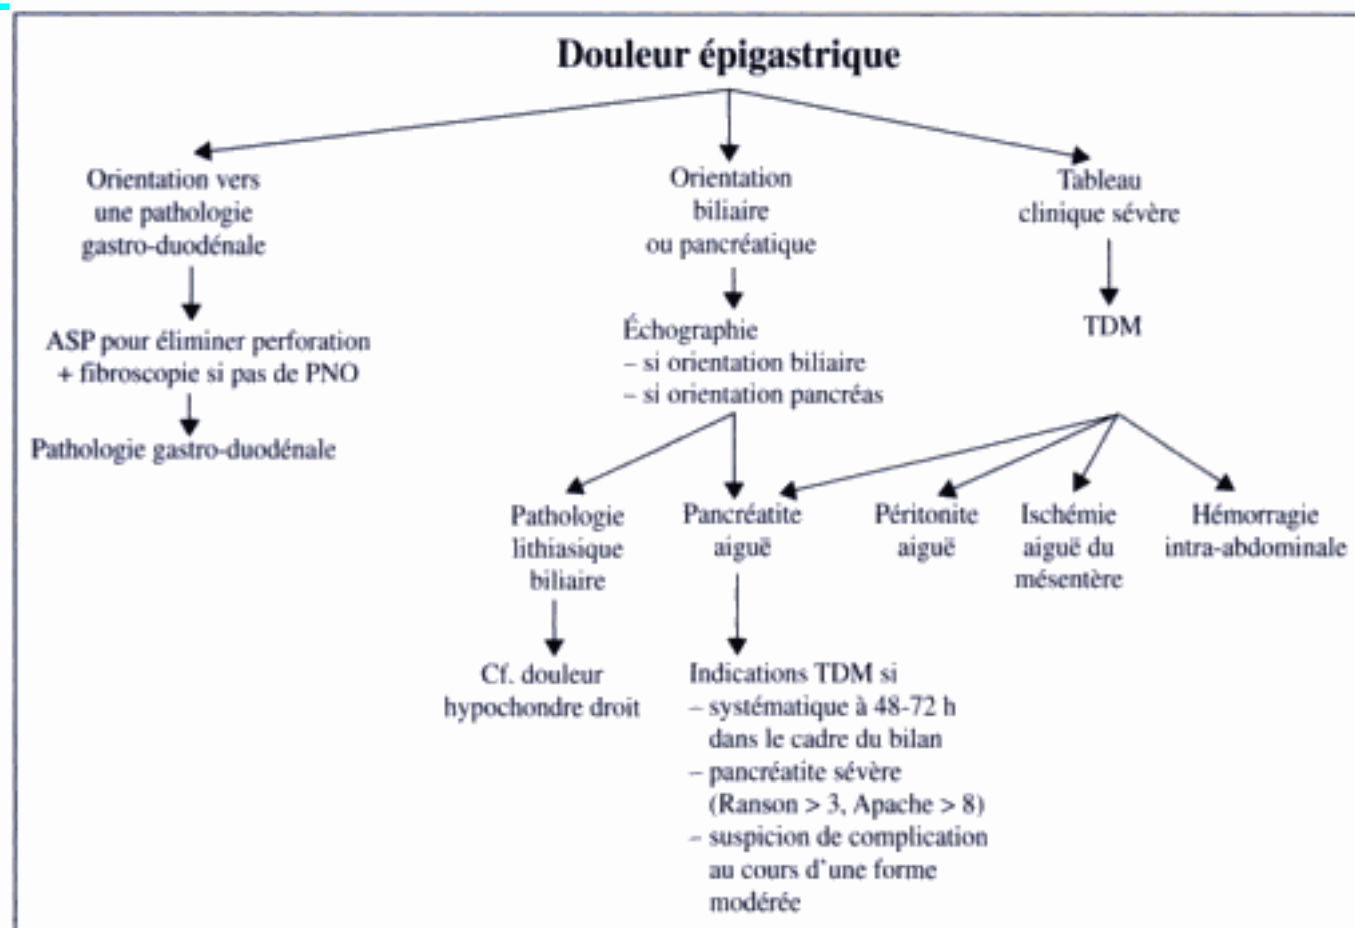 Douleur épigastrique
Orientation vers
une pathologie
gastro-duodénale
Orientation
biliaire
ou pancréatique
Tableau
clinique sévère
ASP pour éliminer perforation
+ fibroscopie si pas de PNO
Échographie
– si orientation biliaire
– si orientation pancréas
TDM
Pathologie gastro-duodénale
Pathologie
lithiasique
biliaire
Pancréatite
aiguë
Péritonite
aiguë
Ischémie
aiguë du
mésentère
Hémorragie
intra-abdominale
Cf. douleur
hypochondre droit
Indications TDM si
– systématique à 48-72 h
dans le cadre du bilan
– pancréatite sévère
(Ranson > 3, Apache > 8)
– suspicion de complication
au cours d'une forme
modérée